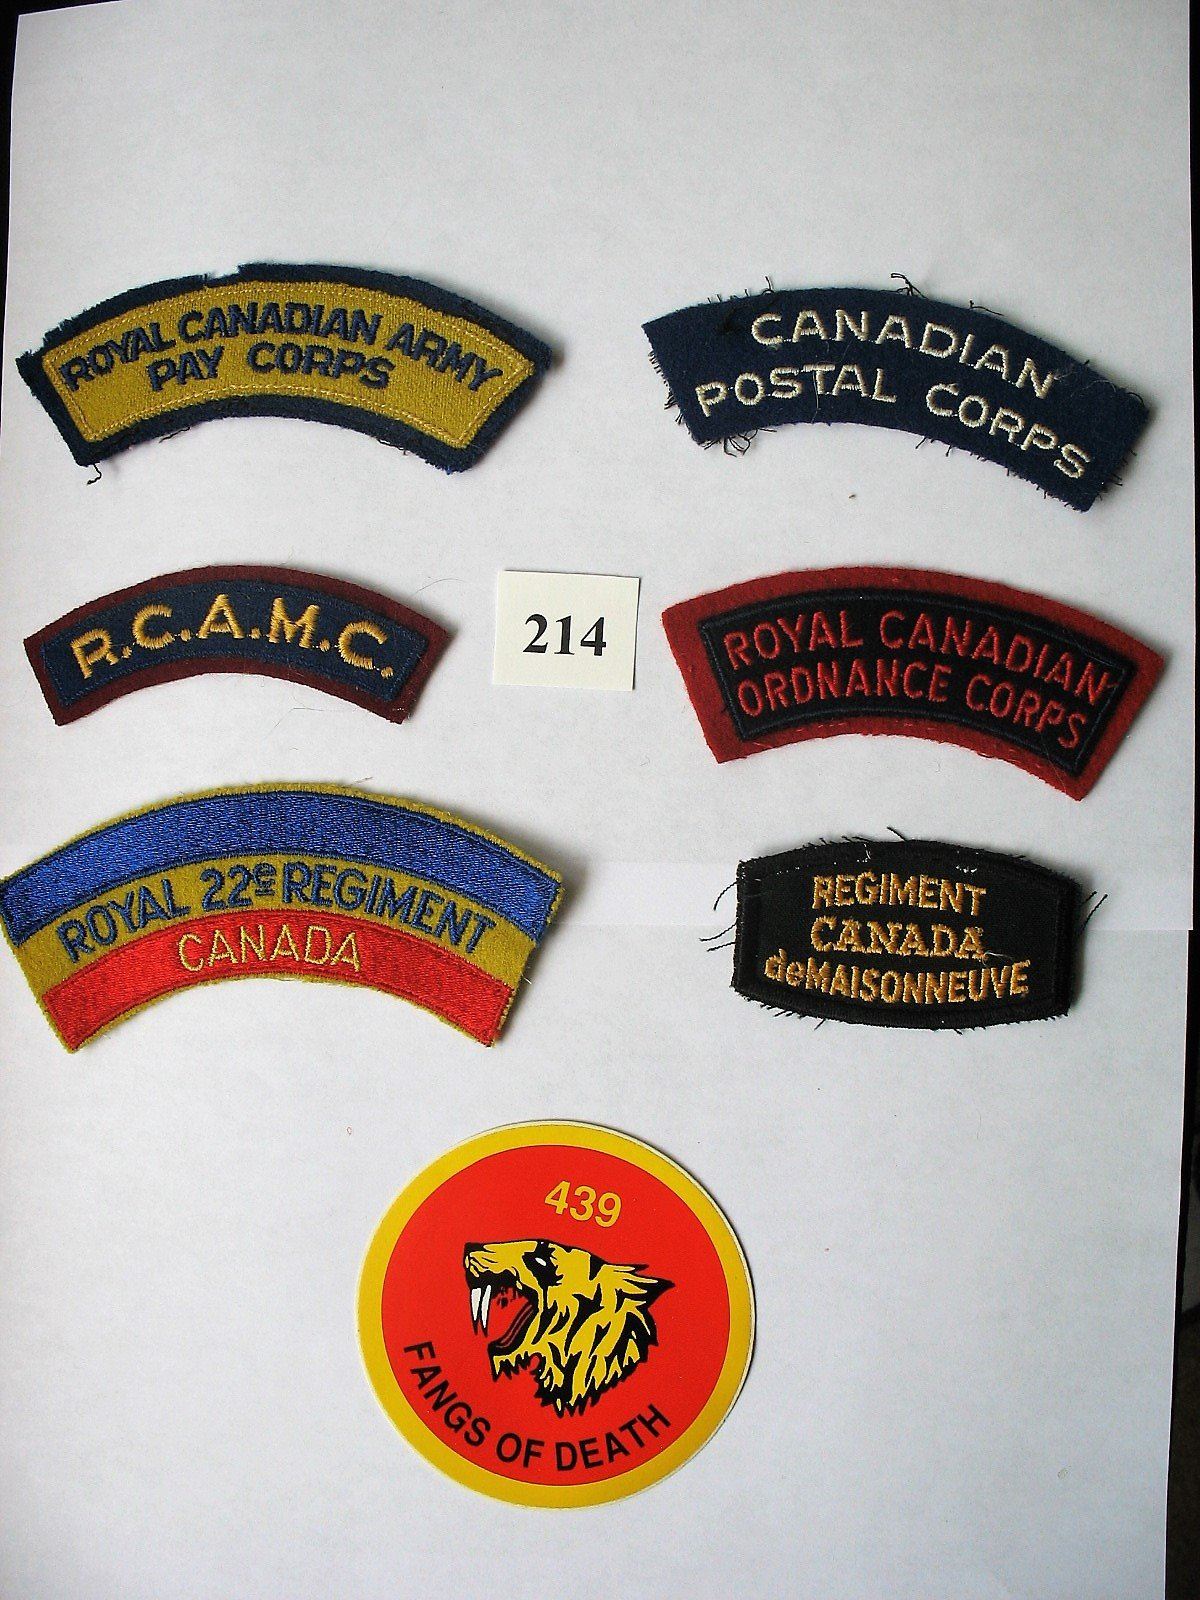 ROYAL CANADIAN ARMY
PAY CORPS
CANADIAN
POSTAL CORPS
R.C.A.M.C.
214
ROYAL CANADIAN
ORDNANCE CORPS
ROYAL 22e REGIMENT
CANADA
REGIMENT
CANADA
deMAISONNEUVE
439
FANGS OF DEATH